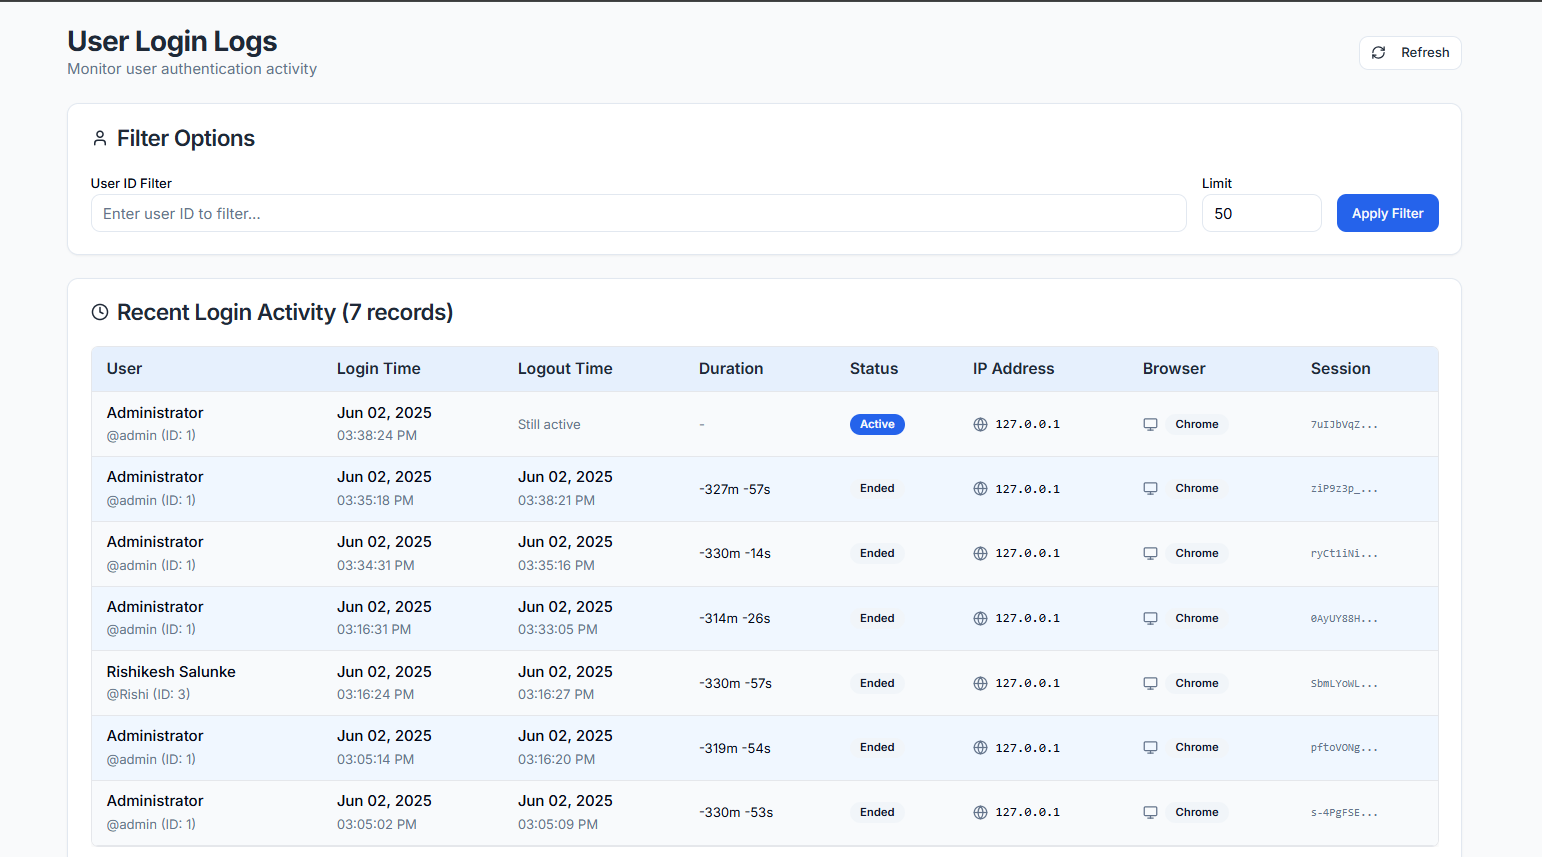 User Login Logs
Monitor user authentication activity
Refresh
Filter Options
User ID Filter
Limit
Enter user ID to filter...
50
Apply Filter
Recent Login Activity (7 records)
User Login Time Logout Time Duration Status IP Address Browser Session
Administrator Jun 02, 2025
@admin (ID: 1) 03:38:24 PM Still active - Active 127.0.0.1 Chrome 7uIJbVqZ...
Administrator Jun 02, 2025 Jun 02, 2025
@admin (ID: 1) 03:35:18 PM 03:38:21 PM -327m -57s Ended 127.0.0.1 Chrome ziP9z3p_...
Administrator Jun 02, 2025 Jun 02, 2025
@admin (ID: 1) 03:34:31 PM 03:35:16 PM -330m -14s Ended 127.0.0.1 Chrome ryCt1iNi...
Administrator Jun 02, 2025 Jun 02, 2025
@admin (ID: 1) 03:16:31 PM 03:33:05 PM -314m -26s Ended 127.0.0.1 Chrome 0AyUY88H...
Rishikesh Salunke Jun 02, 2025 Jun 02, 2025
@Rishi (ID: 3) 03:16:24 PM 03:16:27 PM -330m -57s Ended 127.0.0.1 Chrome SbmLYoWL...
Administrator Jun 02, 2025 Jun 02, 2025
@admin (ID: 1) 03:05:14 PM 03:16:20 PM -319m -54s Ended 127.0.0.1 Chrome pftoVONg...
Administrator Jun 02, 2025 Jun 02, 2025
@admin (ID: 1) 03:05:02 PM 03:05:09 PM -330m -53s Ended 127.0.0.1 Chrome s-4PgFSE...